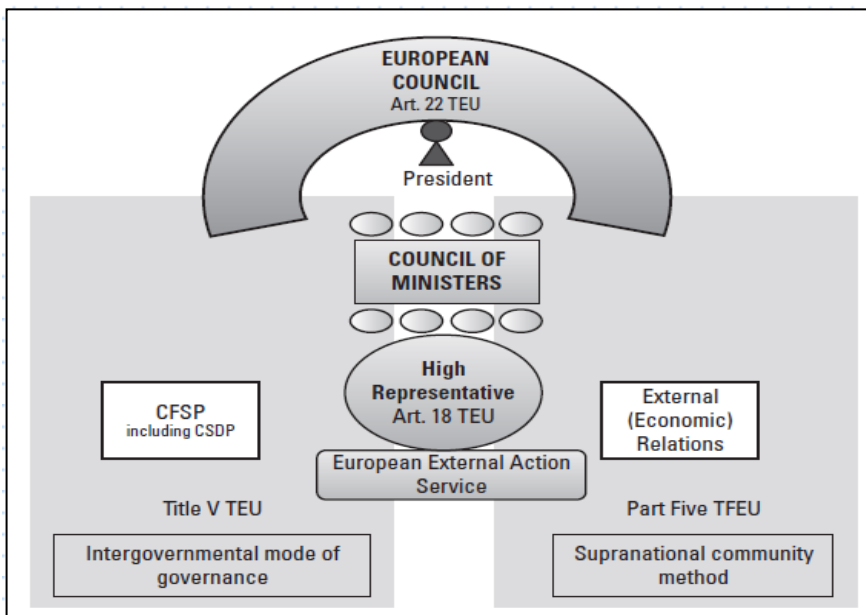 EUROPEAN
COUNCIL
Art. 22 TEU
President
COUNCIL OF
MINISTERS
High
Representative
Art. 18 TEU
CFSP
including CSDP
External
(Economic)
Relations
European External Action
Service
Title V TEU
Part Five TFEU
Intergovernmental mode of
governance
Supranational community
method